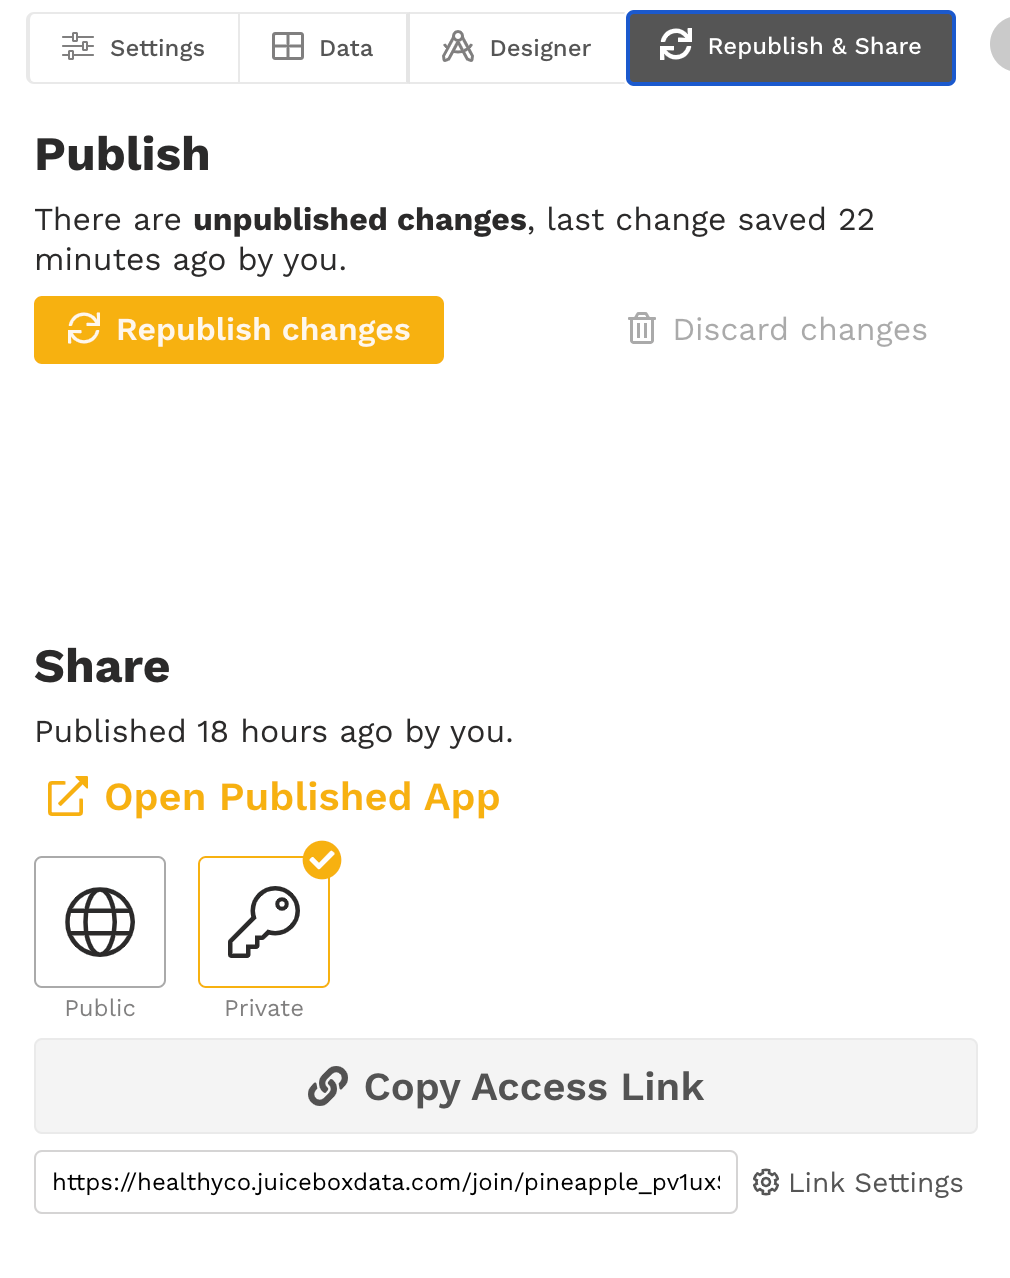 Settings Data Designer Republish & Share
Publish
There are unpublished changes, last change saved 22
minutes ago by you.
Republish changes Discard changes
Share
Published 18 hours ago by you.
Open Published App
Public Private
Copy Access Link
https://healthyco.juiceboxdata.com/join/pineapple_pv1ux Link Settings